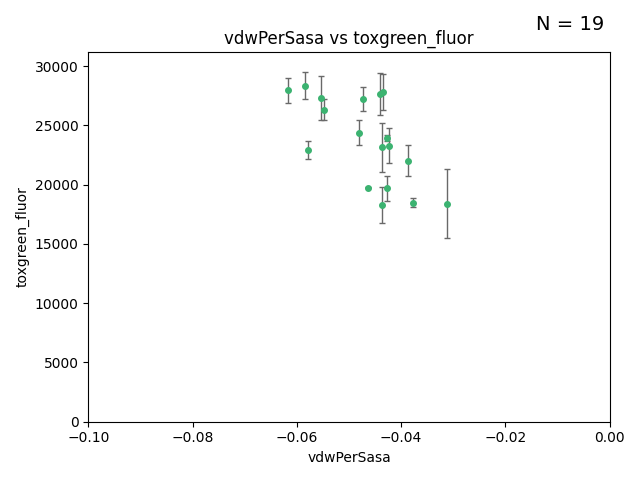 N = 19
vdwPerSasa vs toxgreen_fluor
30000
25000
20000
15000
10000
5000
0
toxgreen_fluor
−0.10 −0.08 −0.06 −0.04 −0.02 0.00
vdwPerSasa